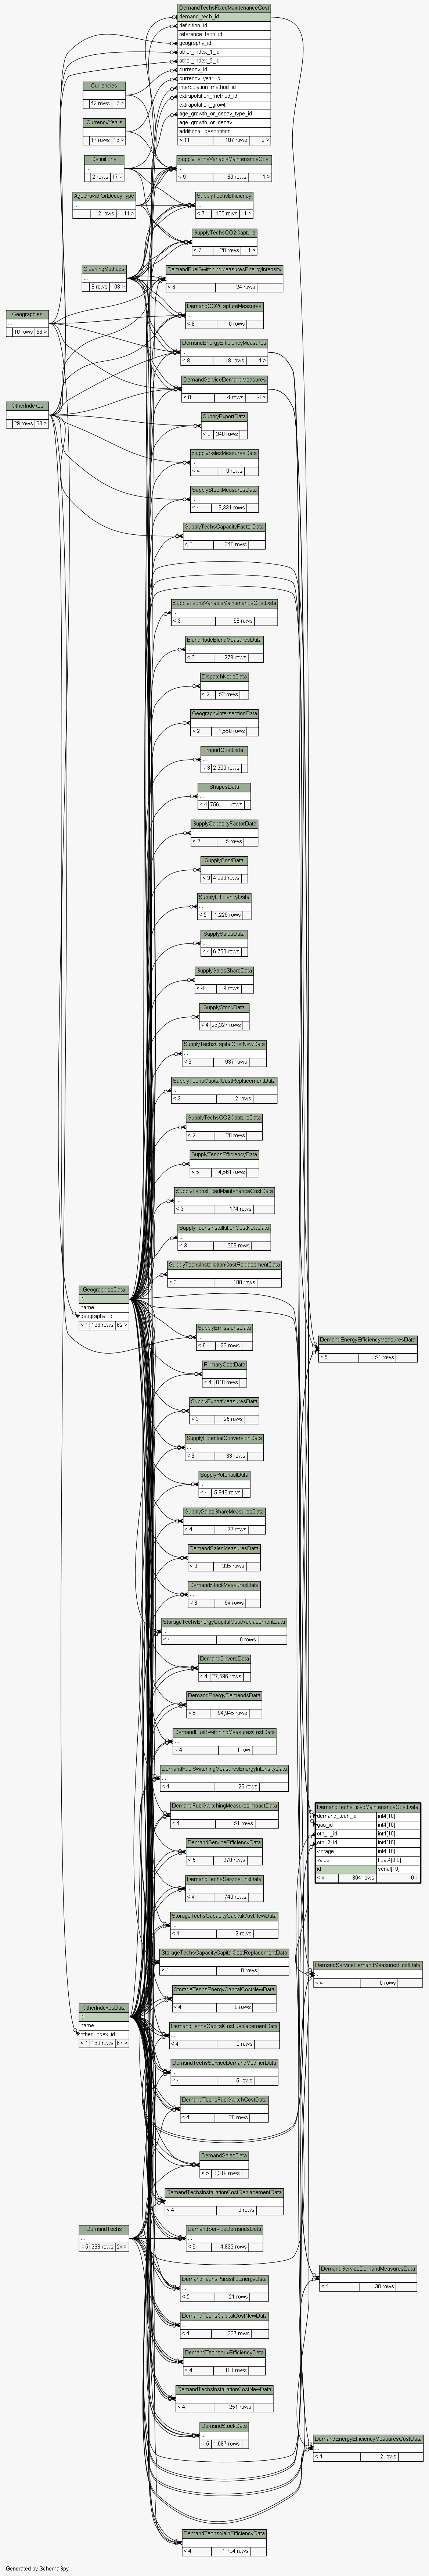 DemandTechsFixedMaintenanceCost
demand_tech_id
definition_id
reference_tech_id
geography_id
other_index_1_id
other_index_2_id
currency_id
currency_year_id
interpolation_method_id
extrapolation_method_id
extrapolation_growth
age_growth_or_decay_type_id
age_growth_or_decay
additional_description
< 11 197 rows 2 >
Currencies
...
42 rows 17 >
CurrencyYears
...
17 rows 18 >
Definitions
...
2 rows 17 >
SupplyTechsVariableMaintenanceCost
...
< 9 80 rows 1 >
AgeGrowthOrDecayType
...
2 rows 11 >
SupplyTechsEfficiency
...
< 7 105 rows 1 >
SupplyTechsCO2Capture
...
< 7 28 rows 1 >
CleaningMethods
...
8 rows 108 >
DemandFuelSwitchingMeasuresEnergyIntensity
...
< 6 24 rows
DemandCO2CaptureMeasures
...
< 8 0 rows
Geographies
...
10 rows 56 >
DemandEnergyEfficiencyMeasures
...
< 8 18 rows 4 >
DemandServiceDemandMeasures
...
< 8 4 rows 4 >
OtherIndexes
...
29 rows 63 >
SupplyExportData
...
< 3 340 rows
SupplySalesMeasuresData
...
< 4 0 rows
SupplyStockMeasuresData
...
< 4 9,331 rows
SupplyTechsCapacityFactorData
...
< 3 240 rows
SupplyTechsVariableMaintenanceCostData
...
< 3 68 rows
BlendNodeBlendMeasuresData
...
< 2 278 rows
DispatchNodeData
...
< 2 52 rows
GeographyIntersectionData
...
< 2 1,550 rows
ImportCostData
...
< 3 2,900 rows
ShapesData
...
< 4 756,111 rows
SupplyCapacityFactorData
...
< 2 5 rows
SupplyCostData
...
< 3 4,093 rows
SupplyEfficiencyData
...
< 5 1,225 rows
SupplySalesData
...
< 4 6,750 rows
SupplySalesShareData
...
< 4 9 rows
SupplyStockData
...
< 4 26,327 rows
SupplyTechsCapitalCostNewData
...
< 3 937 rows
SupplyTechsCapitalCostReplacementData
...
< 3 2 rows
SupplyTechsCO2CaptureData
...
< 2 28 rows
SupplyTechsEfficiencyData
...
< 5 4,561 rows
SupplyTechsFixedMaintenanceCostData
...
< 3 174 rows
SupplyTechsInstallationCostNewData
...
< 3 209 rows
SupplyTechsInstallationCostReplacementData
...
< 3 180 rows
GeographiesData
id
name
geography_id
< 1 128 rows 62 >
SupplyEmissionsData
...
< 6 32 rows
DemandEnergyEfficiencyMeasuresData
...
< 5 54 rows
PrimaryCostData
...
< 4 848 rows
SupplyExportMeasuresData
...
< 3 25 rows
SupplyPotentialConversionData
...
< 3 33 rows
SupplyPotentialData
...
< 4 5,846 rows
SupplySalesShareMeasuresData
...
< 4 22 rows
DemandSalesMeasuresData
...
< 3 335 rows
DemandStockMeasuresData
...
< 3 54 rows
StorageTechsEnergyCapitalCostReplacementData
...
< 4 0 rows
DemandDriversData
...
< 4 27,596 rows
DemandEnergyDemandsData
...
< 5 94,945 rows
DemandFuelSwitchingMeasuresCostData
...
< 4 1 row
DemandFuelSwitchingMeasuresEnergyIntensityData
...
< 4 25 rows
DemandFuelSwitchingMeasuresImpactData
...
< 4 51 rows
DemandTechsFixedMaintenanceCostData
demand_tech_id int4[10]
gau_id int4[10]
oth_1_id int4[10]
oth_2_id int4[10]
vintage int4[10]
value float4[8,8]
id serial[10]
< 4 364 rows 0 >
DemandServiceEfficiencyData
...
< 5 278 rows
DemandTechsServiceLinkData
...
< 4 740 rows
StorageTechsCapacityCapitalCostNewData
...
< 4 2 rows
StorageTechsCapacityCapitalCostReplacementData
...
< 4 0 rows
DemandServiceDemandMeasuresCostData
...
< 4 0 rows
StorageTechsEnergyCapitalCostNewData
...
< 4 9 rows
OtherIndexesData
id
name
other_index_id
< 1 163 rows 67 >
DemandTechsCapitalCostReplacementData
...
< 4 0 rows
DemandTechsServiceDemandModifierData
...
< 4 5 rows
DemandTechsFuelSwitchCostData
...
< 4 20 rows
DemandSalesData
...
< 5 3,319 rows
DemandTechsInstallationCostReplacementData
...
< 4 0 rows
DemandTechs
...
< 5 233 rows 24 >
DemandServiceDemandsData
...
< 6 4,832 rows
DemandServiceDemandMeasuresData
...
< 4 30 rows
DemandTechsParasiticEnergyData
...
< 5 21 rows
DemandTechsCapitalCostNewData
...
< 4 1,337 rows
DemandTechsAuxEfficiencyData
...
< 4 101 rows
DemandTechsInstallationCostNewData
...
< 4 251 rows
DemandStockData
...
< 5 1,887 rows
DemandEnergyEfficiencyMeasuresCostData
...
< 4 2 rows
DemandTechsMainEfficiencyData
...
< 4 1,784 rows
Generated by SchemaSpy